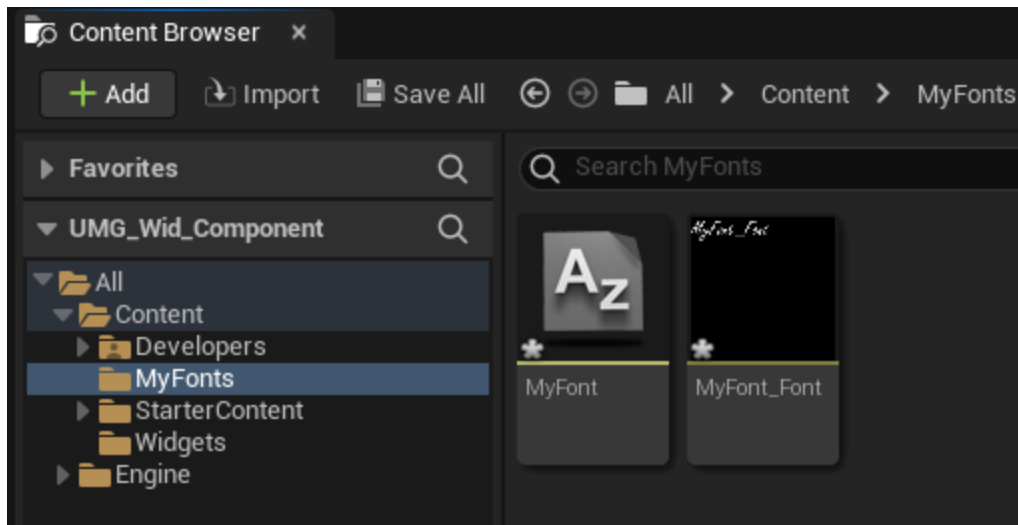 Content Browser
Add Import Save All All > Content > MyFonts
Favorites
Search MyFonts
UMG_Wid_Component
All
Content
Developers
MyFonts
StarterContent
Widgets
Engine
AZ
MyFont_Font
MyFont
MyFont_Font